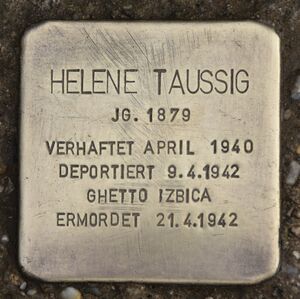 HELENE TAUSSIG
JG. 1879
VERHAFTET APRIL 1940
DEPORTIERT 9.4.1942
GHETTO IZBICA
ERMORDET 21.4.1942